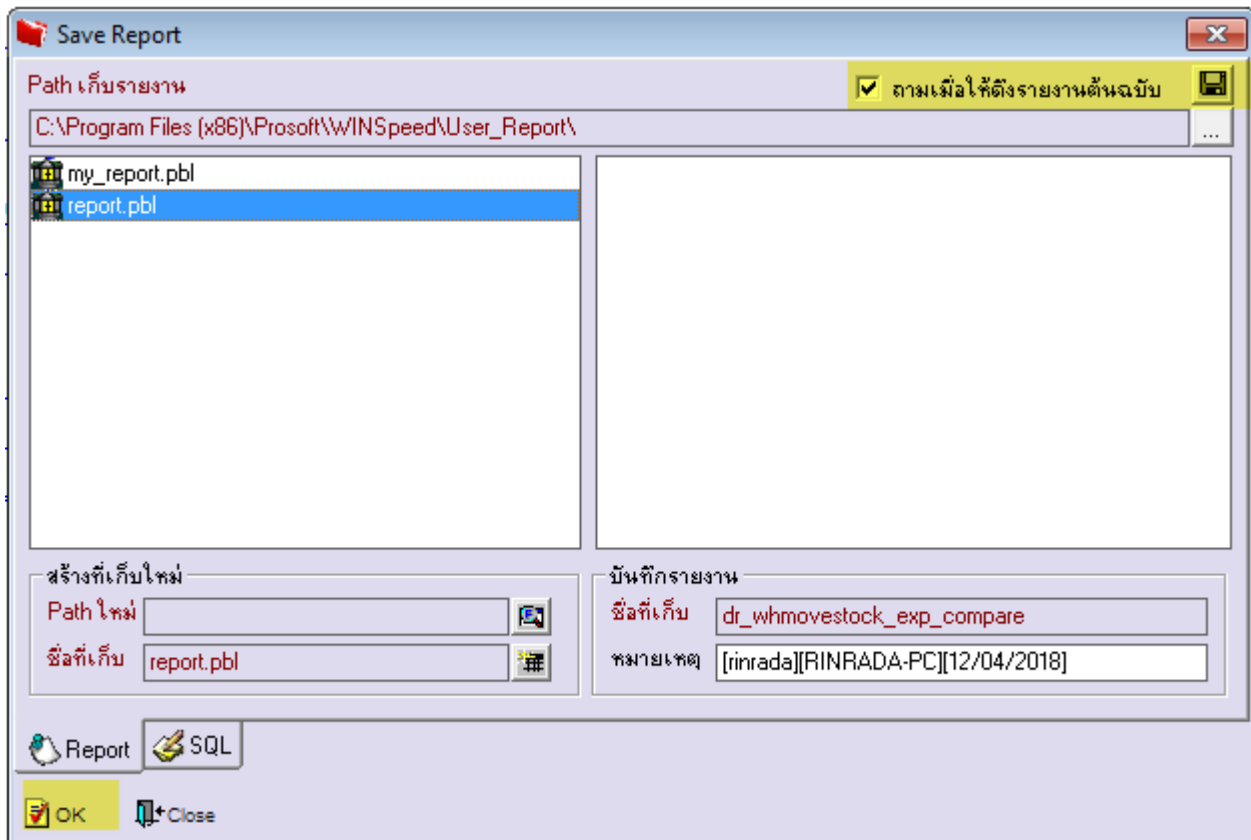 Save Report
Path เก็บรายงาน
ถามเมื่อให้ดึงรายงานต้นฉบับ
C:\Program Files (x86)\Prosoft\WINSpeed\User_Report\
...
my_report.pbl
report.pbl
สร้างที่เก็บใหม่
Path ใหม่
ชื่อที่เก็บ report.pbl
บันทึกรายงาน
ชื่อที่เก็บ dr_whmovestock_exp_compare
หมายเหตุ [rinrada][RINRADA-PC][12/04/2018]
Report SQL
OK Close